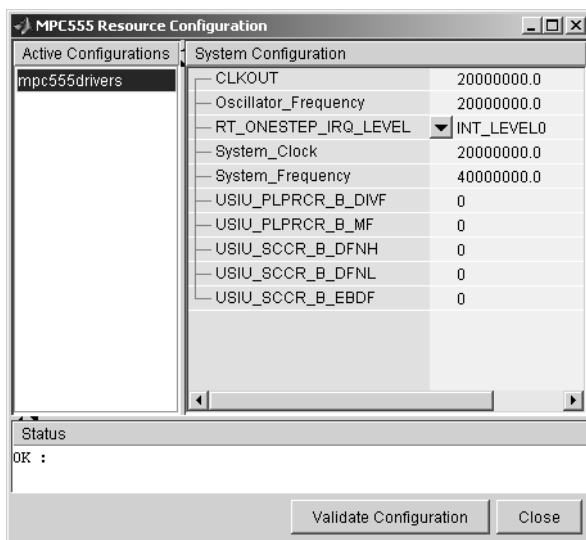 MPC555 Resource Configuration
Active Configurations System Configuration
mpc555drivers
CLKOUT 20000000.0
Oscillator_Frequency 20000000.0
RT_ONESTEP_IRQ_LEVEL INT_LEVEL0
System_Clock 20000000.0
System_Frequency 40000000.0
USIU_PLPRCR_B_DIVF 0
USIU_PLPRCR_B_MF 0
USIU_SCCR_B_DFNH 0
USIU_SCCR_B_DFNL 0
USIU_SCCR_B_EBDF 0
Status
OK :
Validate Configuration Close